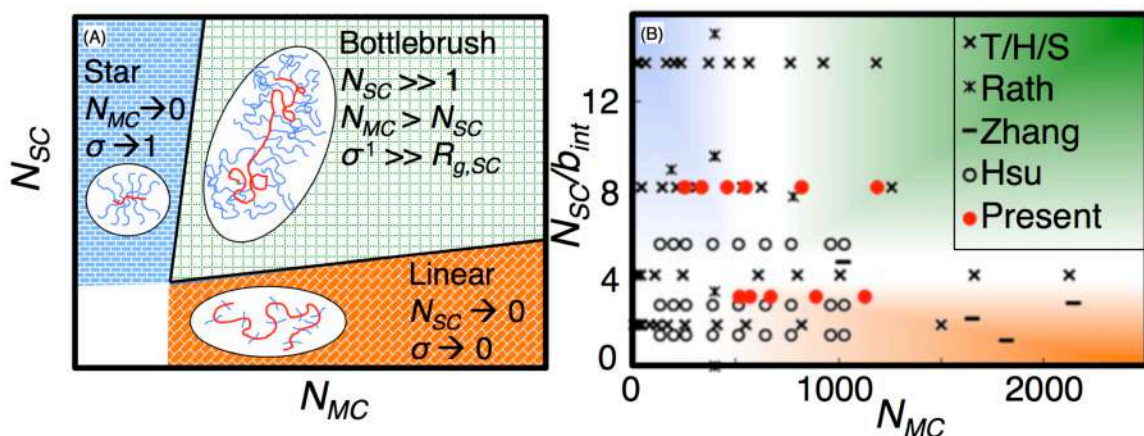 (A)
Star
N_MC→0
σ→1
Bottlebrush
N_SC >> 1
N_MC > N_SC
σ^1 >> R_g,SC
Linear
N_SC → 0
σ → 0
N_SC
N_MC
(B)
× T/H/S
Rath
Zhang
Hsu
Present
12
8
4
0
N_SC/b_int
0
1000
2000
N_MC